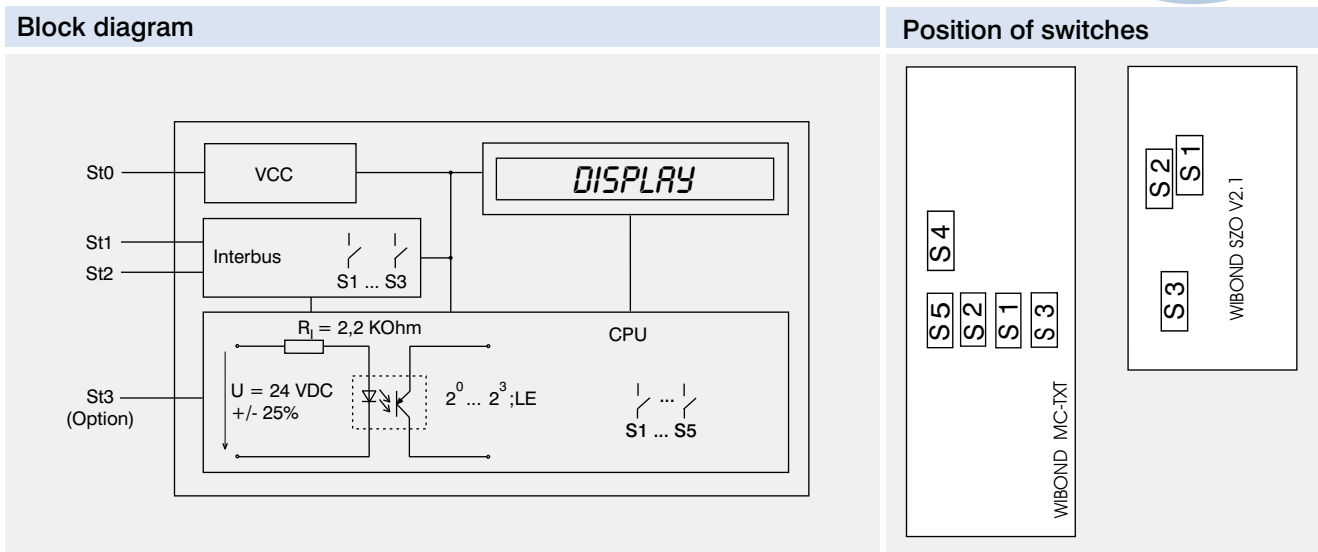 Block diagram
St0
VCC
DISPLAY
St1
St2
Interbus
S1 ... S3
St3
(Option)
R_I = 2,2 KOhm
CPU
U = 24 VDC
+/- 25%
2^0 ... 2^3 ;LE
...
S1 ... S5
Position of switches
S4
S5
S2
S1
S3
WIBOND MC-TXT
S2
S1
S3
WIBOND SZO V2.1